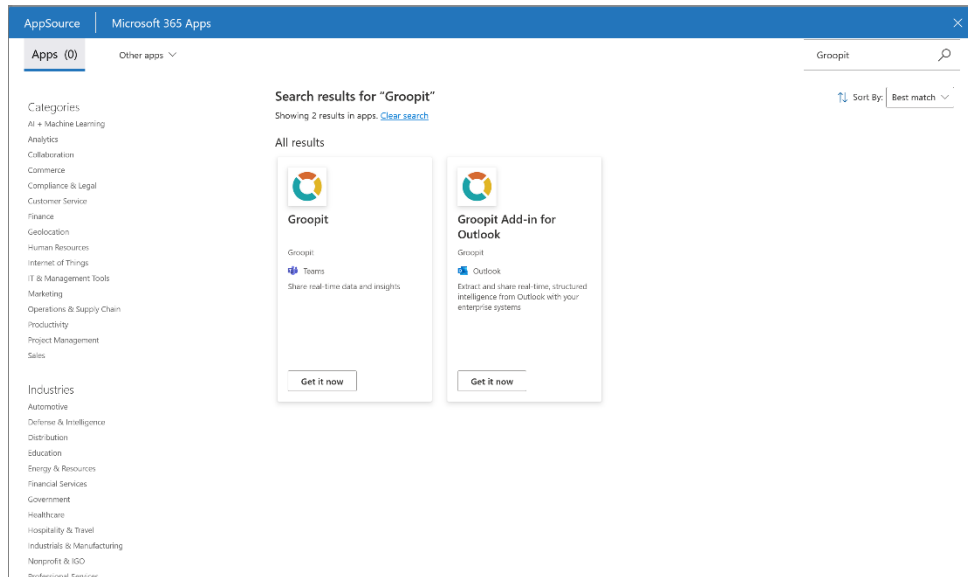 AppSource
Microsoft 365 Apps
Apps (0)
Other apps
Groopit
Search results for “Groopit”
Sort By: Best match
Showing 2 results in apps. Clear search
All results
Categories
AI + Machine Learning
Analytics
Collaboration
Commerce
Compliance & Legal
Customer Service
Finance
Geolocation
Human Resources
Internet of Things
IT & Management Tools
Marketing
Operations & Supply Chain
Productivity
Project Management
Sales
Industries
Automotive
Defense & Intelligence
Distribution
Education
Energy & Resources
Financial Services
Government
Healthcare
Hospitality & Travel
Industrials & Manufacturing
Nonprofit & IGO
Professional Services
Groopit
Groopit
Teams
Share real-time data and insights
Get it now
Groopit Add-in for
Outlook
Groopit
Outlook
Extract and share real-time, structured
intelligence from Outlook with your
enterprise systems
Get it now